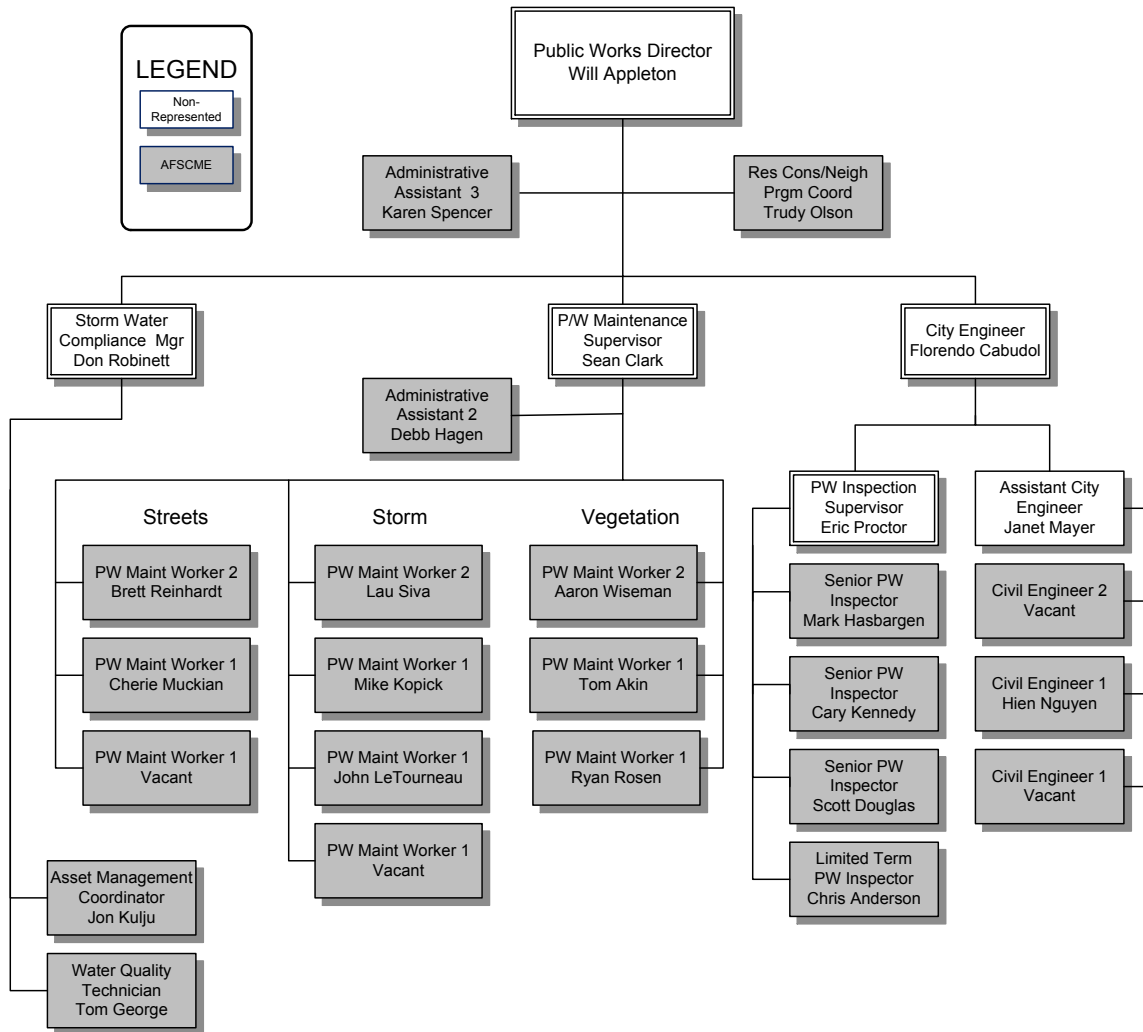 LEGEND
Non-
Represented
AFSCME
Public Works Director
Will Appleton
Administrative
Assistant 3
Karen Spencer
Res Cons/Neigh
Prgm Coord
Trudy Olson
Storm Water
Compliance Mgr
Don Robinett
P/W Maintenance
Supervisor
Sean Clark
City Engineer
Florendo Cabudol
Administrative
Assistant 2
Debb Hagen
Streets
PW Maint Worker 2
Brett Reinhardt
PW Maint Worker 1
Cherie Muckian
PW Maint Worker 1
Vacant
Storm
PW Maint Worker 2
Lau Siva
PW Maint Worker 1
Mike Kopick
PW Maint Worker 1
John LeTourneau
PW Maint Worker 1
Vacant
Vegetation
PW Maint Worker 2
Aaron Wiseman
PW Maint Worker 1
Tom Akin
PW Maint Worker 1
Ryan Rosen
PW Inspection
Supervisor
Eric Proctor
Senior PW
Inspector
Mark Hasbargen
Senior PW
Inspector
Cary Kennedy
Senior PW
Inspector
Scott Douglas
Limited Term
PW Inspector
Chris Anderson
Assistant City
Engineer
Janet Mayer
Civil Engineer 2
Vacant
Civil Engineer 1
Hien Nguyen
Civil Engineer 1
Vacant
Asset Management
Coordinator
Jon Kulju
Water Quality
Technician
Tom George